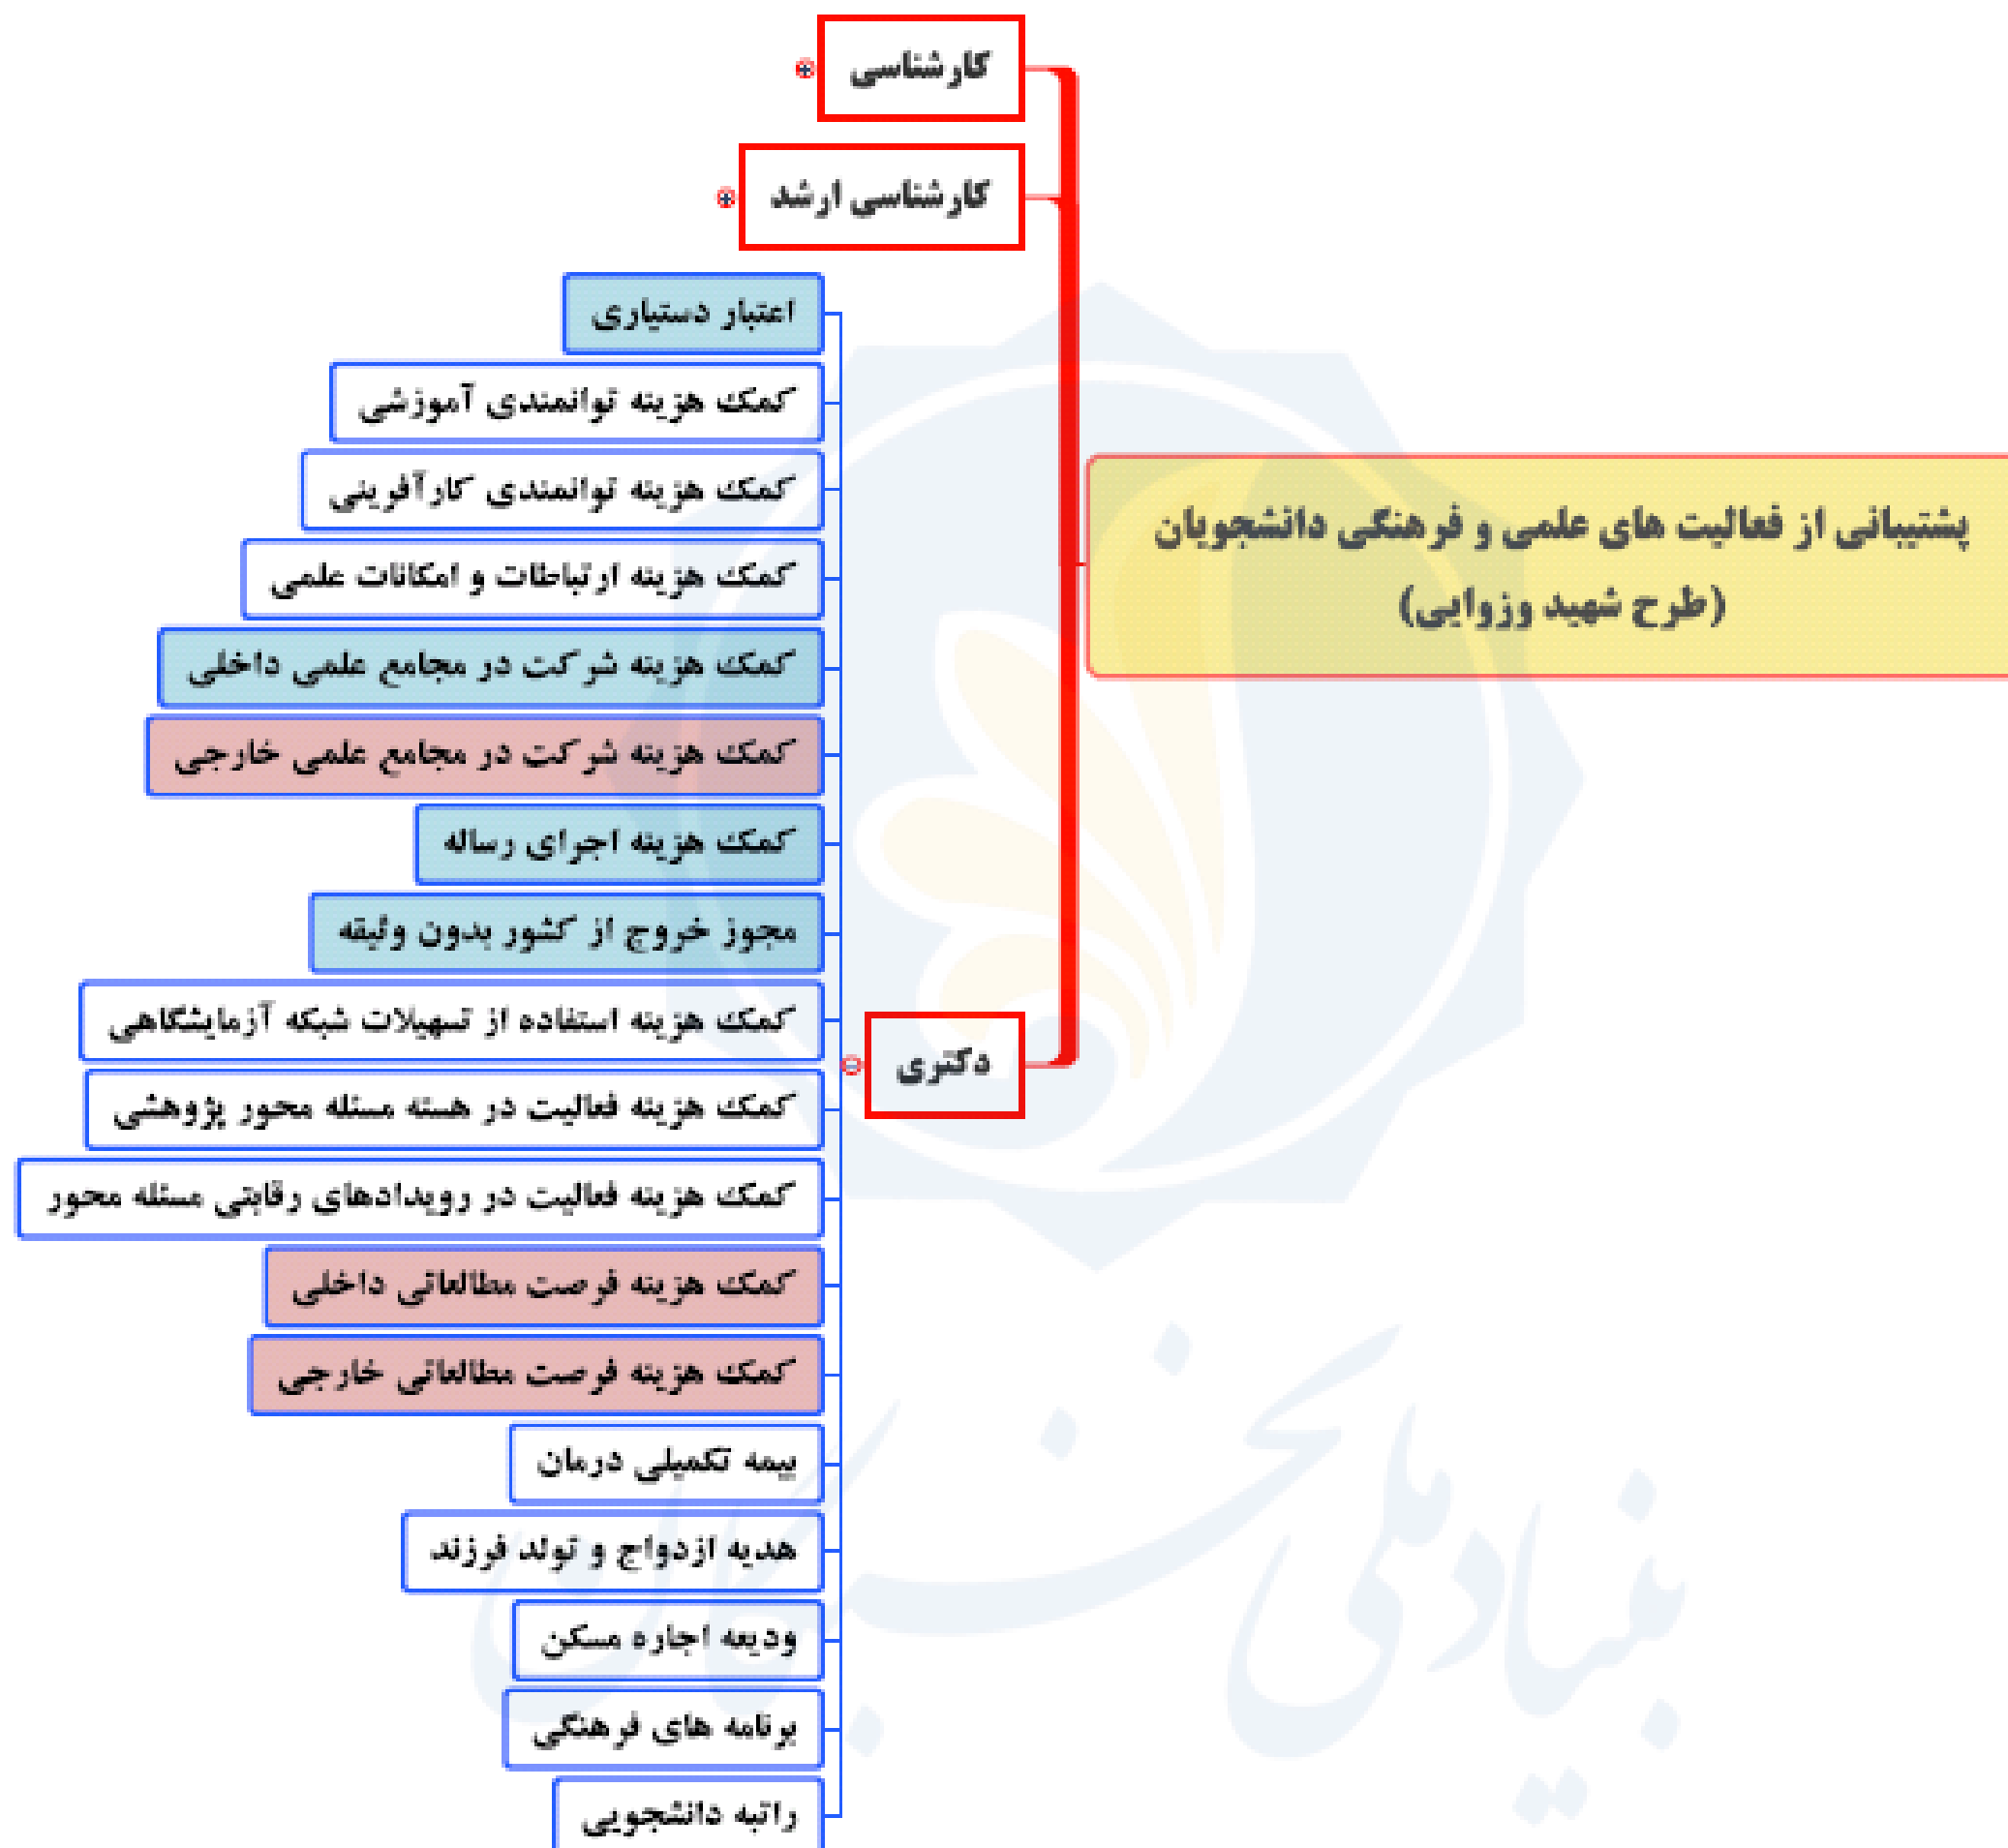 پشتیبانی از فعالیت های علمی و فرهنگی دانشجویان
(طرح شهید وزوایی)
کارشناسی
کارشناسی ارشد
دکتری
اعتبار دستیاری
کمک هزینه توانمندی آموزشی
کمک هزینه توانمندی کارآفرینی
کمک هزینه ارتباطات و امکانات علمی
کمک هزینه شرکت در مجامع علمی داخلی
کمک هزینه شرکت در مجامع علمی خارجی
کمک هزینه اجرای رساله
مجوز خروج از کشور بدون وثیقه
کمک هزینه استفاده از تسهیلات شبکه آزمایشگاهی
کمک هزینه فعالیت در هسته مسئله محور پژوهشی
کمک هزینه فعالیت در رویدادهای رقابتی مسئله محور
کمک هزینه فرصت مطالعاتی داخلی
کمک هزینه فرصت مطالعاتی خارجی
بیمه تکمیلی درمان
هدیه ازدواج و تولد فرزند
ودیعه اجاره مسکن
برنامه های فرهنگی
راتبه دانشجویی
بنیاد ملی نخبگان